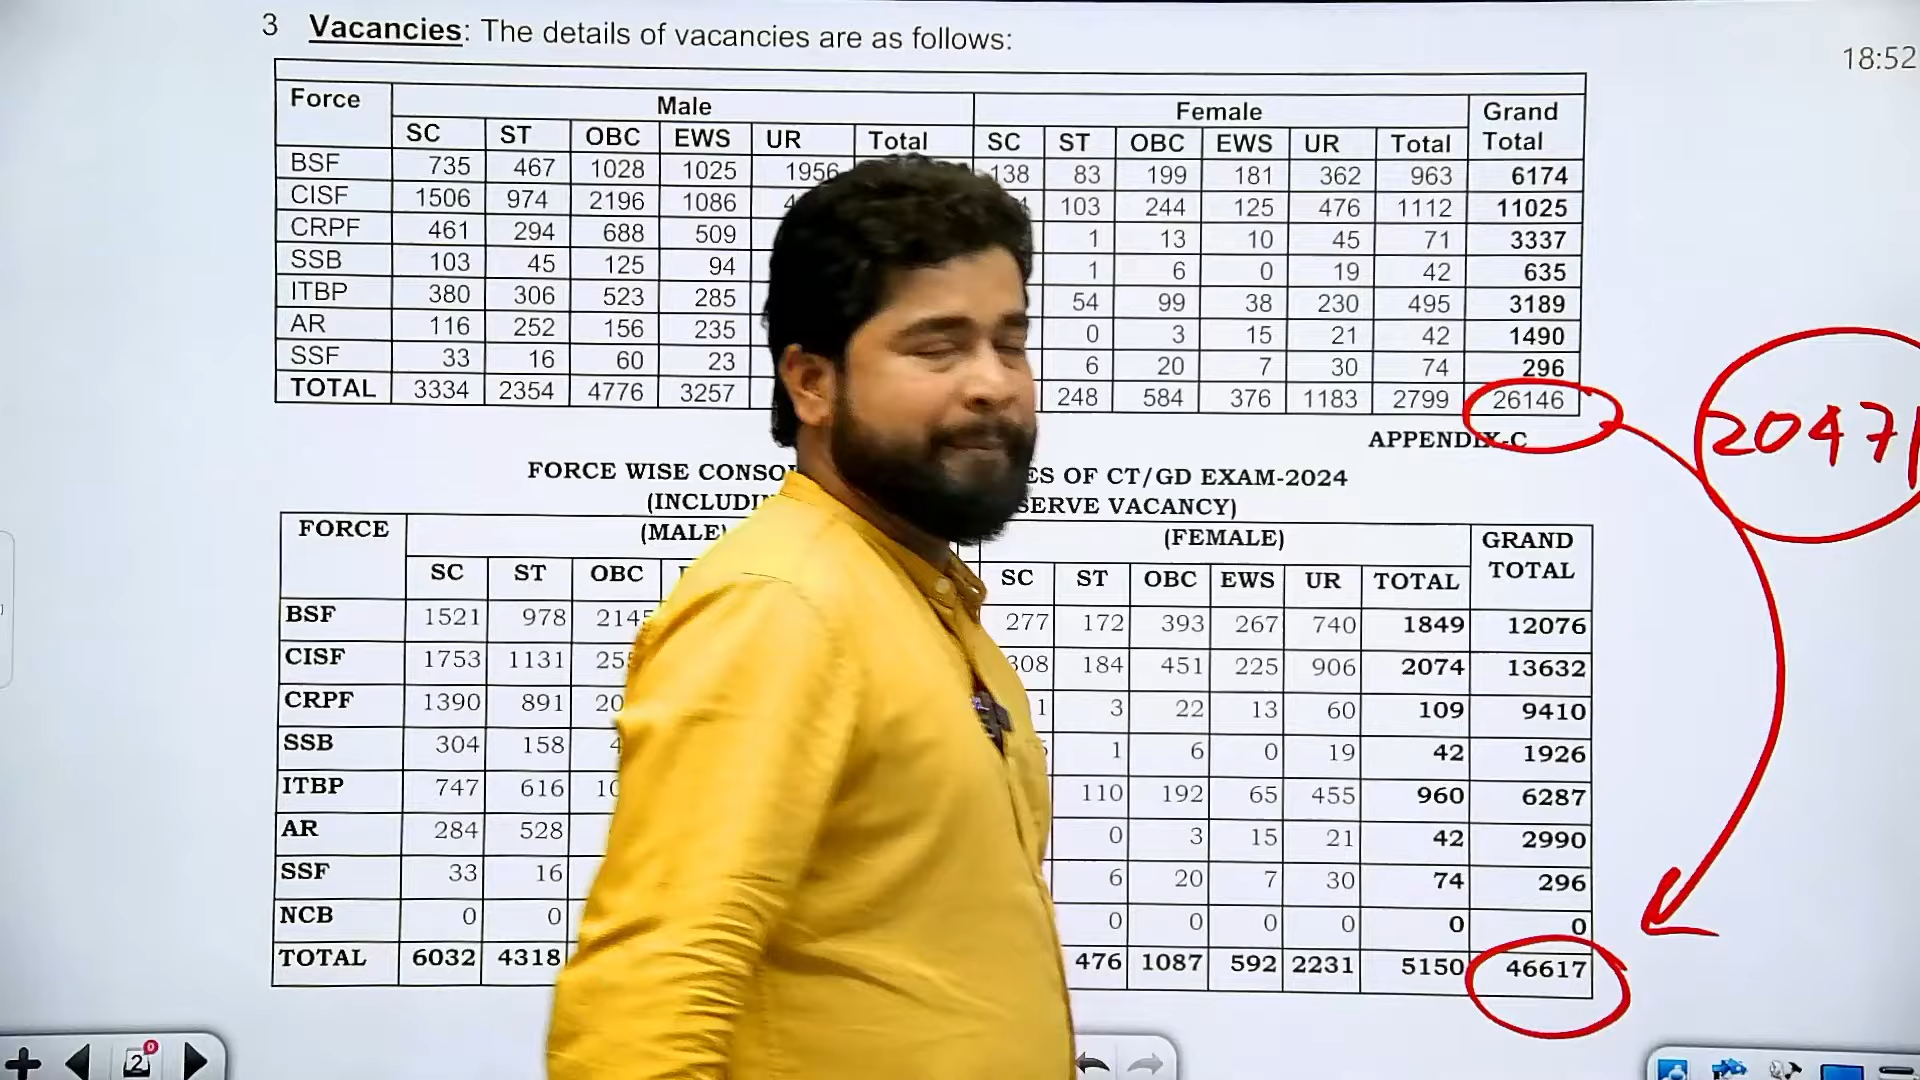 3 Vacancies: The details of vacancies are as follows:
18:52
Force Male Female Grand Total
SC ST OBC EWS UR Total SC ST OBC EWS UR Total
BSF 735 467 1028 1025 1956 138 83 199 181 362 963 6174
CISF 1506 974 2196 1086 103 244 125 476 1112 11025
CRPF 461 294 688 509 1 13 10 45 71 3337
SSB 103 45 125 94 1 6 0 19 42 635
ITBP 380 306 523 285 54 99 38 230 495 3189
AR 116 252 156 235 0 3 15 21 42 1490
SSF 33 16 60 23 6 20 7 30 74 296
TOTAL 3334 2354 4776 3257 248 584 376 1183 2799 26146
20471
APPENDIX-C
FORCE WISE OF CT/GD EXAM-2024
VACANCY)
FORCE (MALE) (FEMALE) GRAND TOTAL
SC ST OBC SC ST OBC EWS UR TOTAL
BSF 1521 978 2145 277 172 393 267 740 1849 12076
CISF 1753 1131 308 184 451 225 906 2074 13632
CRPF 1390 891 3 22 13 60 109 9410
SSB 304 158 1 6 0 19 42 1926
ITBP 747 616 110 192 65 455 960 6287
AR 284 528 0 3 15 21 42 2990
SSF 33 16 6 20 7 30 74 296
NCB 0 0 0 0 0 0 0 0
TOTAL 6032 4318 476 1087 592 2231 5150 46617
2 0